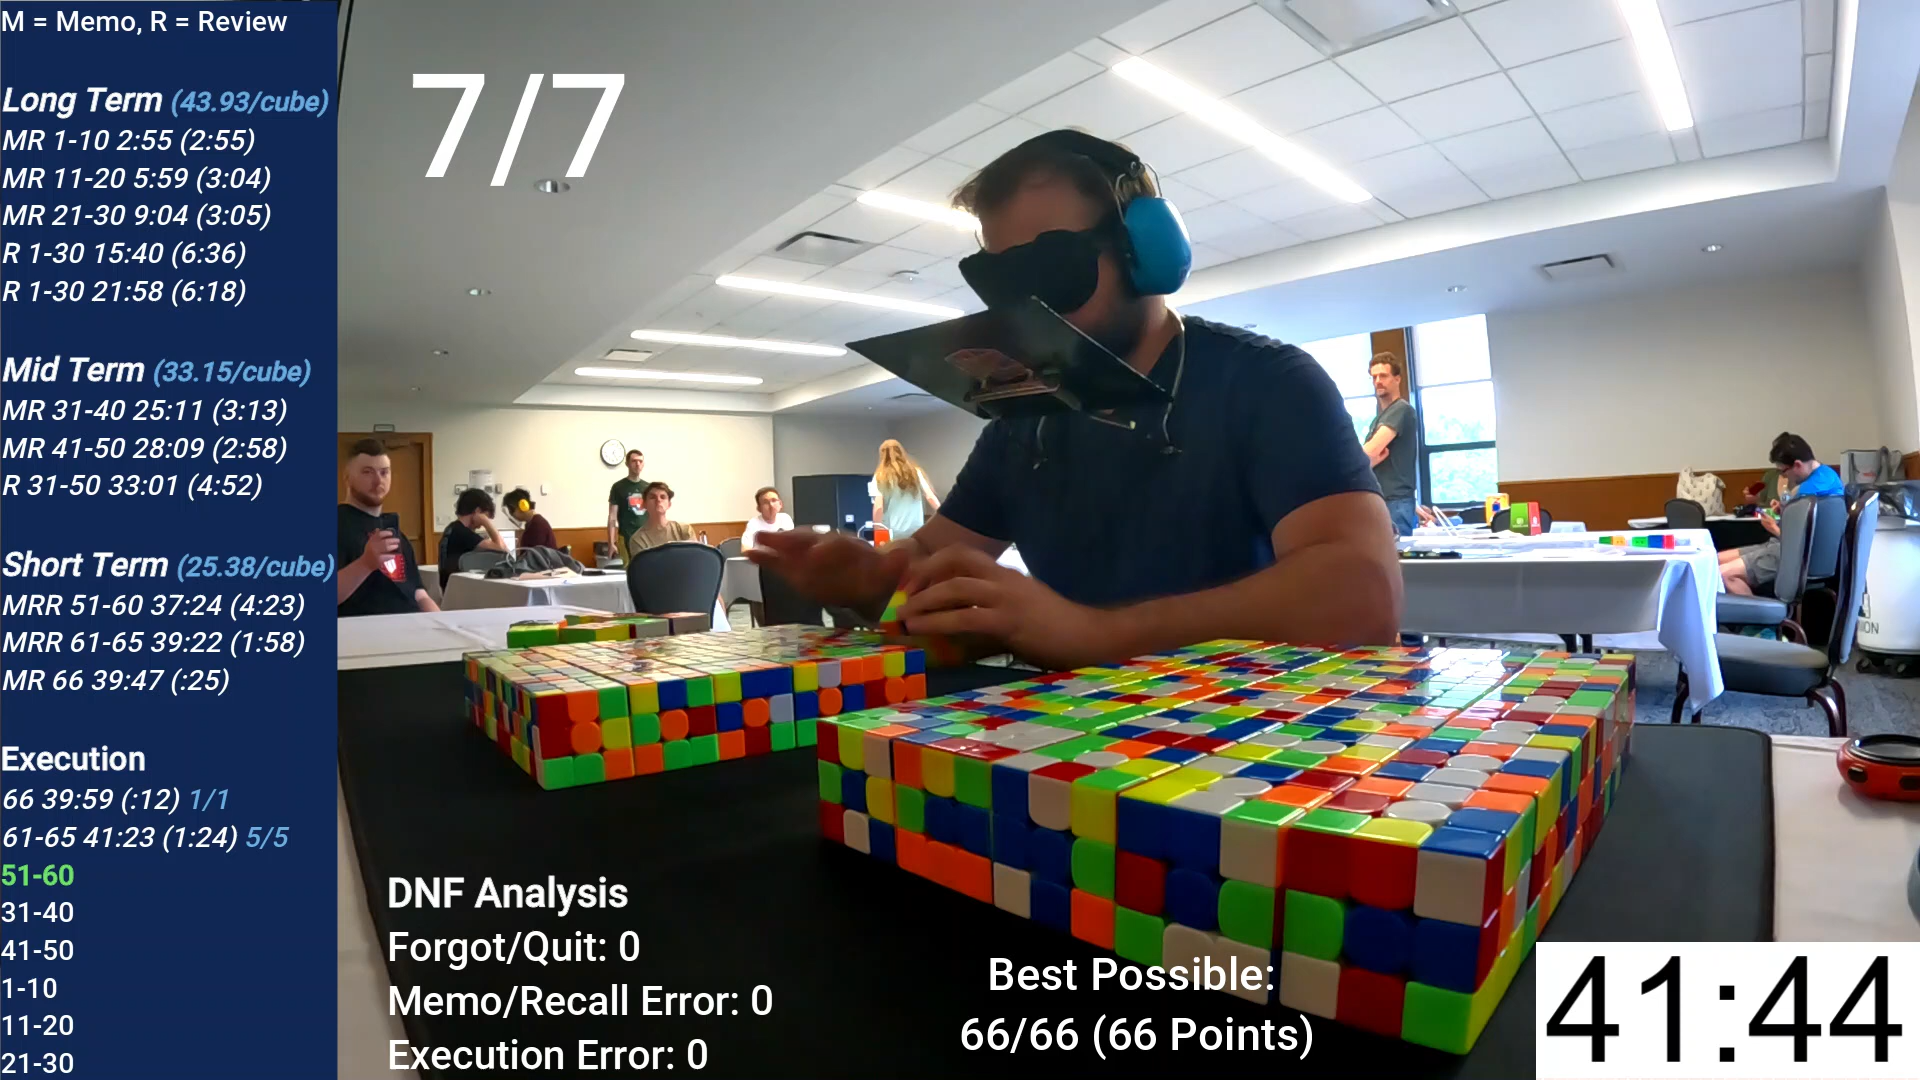 M = Memo, R = Review
Long Term (43.93/cube)
MR 1-10 2:55 (2:55)
MR 11-20 5:59 (3:04)
MR 21-30 9:04 (3:05)
R 1-30 15:40 (6:36)
R 1-30 21:58 (6:18)
Mid Term (33.15/cube)
MR 31-40 25:11 (3:13)
MR 41-50 28:09 (2:58)
R 31-50 33:01 (4:52)
Short Term (25.38/cube)
MRR 51-60 37:24 (4:23)
MRR 61-65 39:22 (1:58)
MR 66 39:47 (:25)
Execution
66 39:59 (:12) 1/1
61-65 41:23 (1:24) 5/5
51-60
31-40
41-50
1-10
11-20
21-30
7/7
DNF Analysis
Forgot/Quit: 0
Memo/Recall Error: 0
Execution Error: 0
Best Possible:
66/66 (66 Points)
41:44